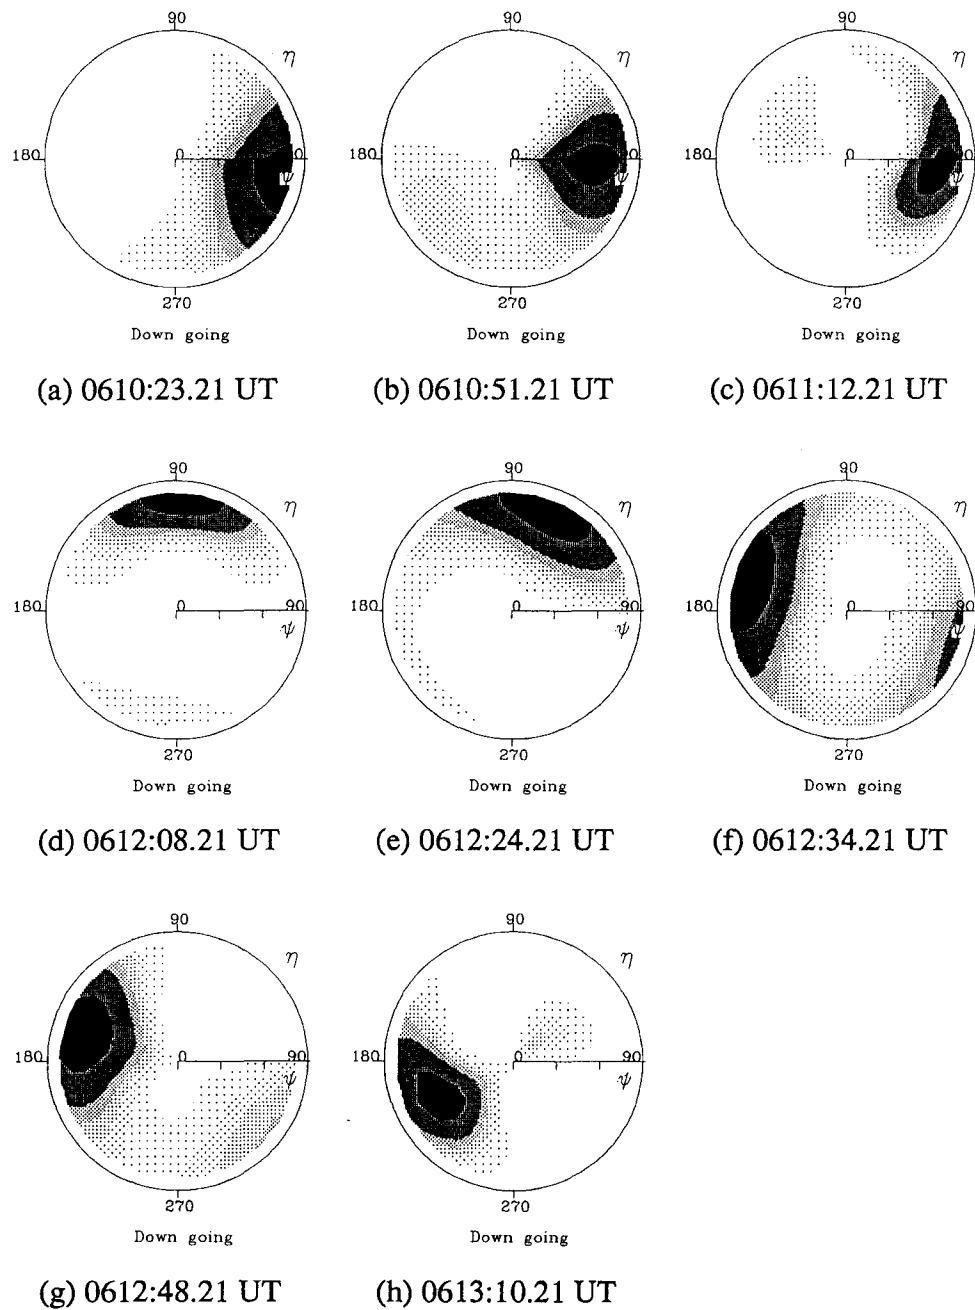 90 90 90
η η η
180 0 90 180 0 90 180 0 90
ψ ψ ψ
270 270 270
Down going Down going Down going
(a) 0610:23.21 UT (b) 0610:51.21 UT (c) 0611:12.21 UT
90 90 90
η η η
180 0 90 180 0 90 180 0 90
ψ ψ ψ
270 270 270
Down going Down going Down going
(d) 0612:08.21 UT (e) 0612:24.21 UT (f) 0612:34.21 UT
90 90
η η
180 0 90 180 0 90
ψ ψ
270 270
Down going Down going
(g) 0612:48.21 UT (h) 0613:10.21 UT